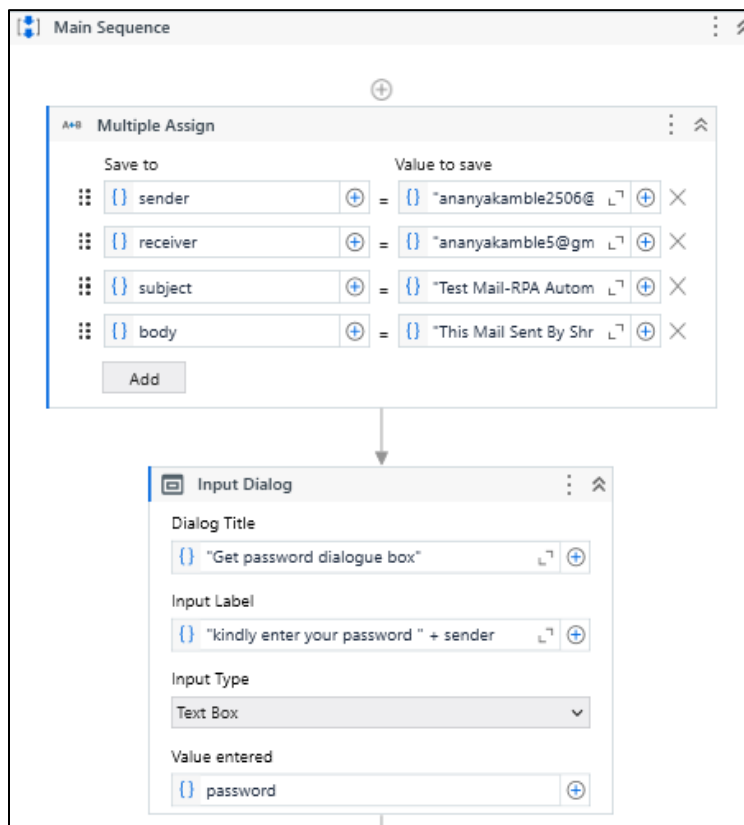 Main Sequence
A+B Multiple Assign
Save to Value to save
{} sender = {} "ananyakamble2506@
{} receiver = {} "ananyakamble5@gm
{} subject = {} "Test Mail-RPA Autom
{} body = {} "This Mail Sent By Shr
Add
Input Dialog
Dialog Title
{} "Get password dialogue box"
Input Label
{} "kindly enter your password " + sender
Input Type
Text Box
Value entered
{} password